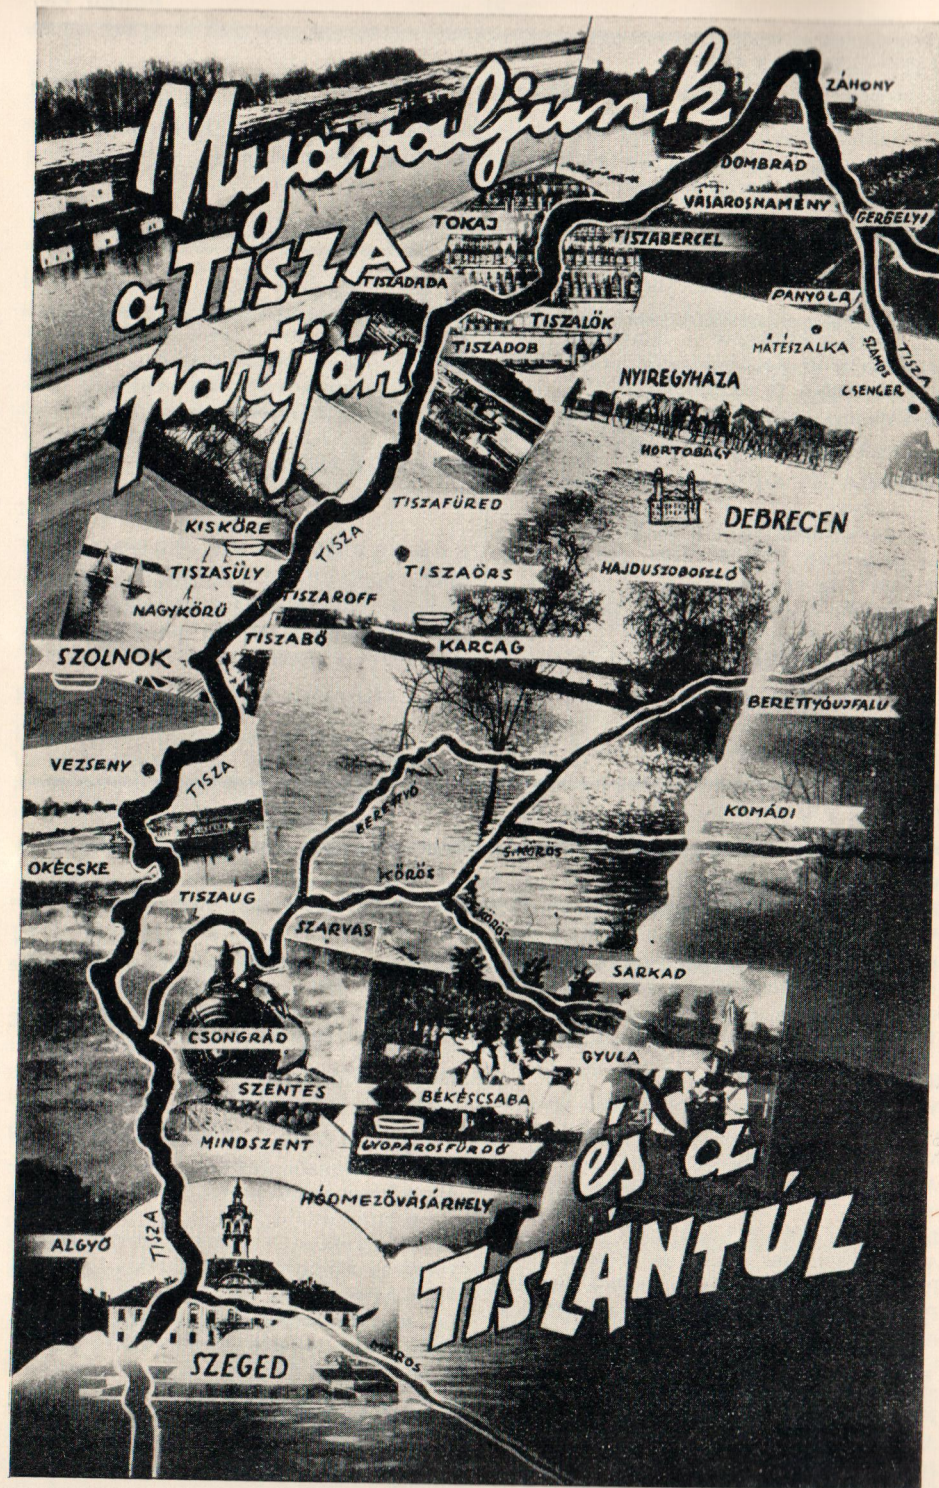 Nyaraljunk
a TISZA
partján
ZÁHONY
DOMBRÁD
VÁSÁROSNAMÉNY
GERGELYI
TOKAJ
TISZABERCEL
TISZADADA
PANYOLA
TISZALÖK
TISZADOB
MÁTÉSZALKA
SZAMOS
TISZA
CSENGER
NYIREGYHÁZA
HORTOBÁGY
TISZAFÜRED
DEBRECEN
KISKÖRE
TISZA
TISZASÜLY
TISZAÖRS
HAJDUSZOBOSZLÓ
NAGYKÖRÜ
TISZAROFF
TISZABŐ
KARCAG
SZOLNOK
BERETTYÓUJFALU
VEZSENY
TISZA
BERETTYÓ
KOMÁDI
S.KÖRÖS
ÓKÉCSKE
KÖRÖS
TISZAUG
SZARVAS
SARKAD
CSONGRÁD
GYULA
SZENTES
BÉKÉSCSABA
MINDSZENT
GYOPÁROSFÜRDŐ
és a
HÓDMEZŐVÁSÁRHELY
TISZA
ALGYŐ
TISZÁNTÚL
MAROS
SZEGED